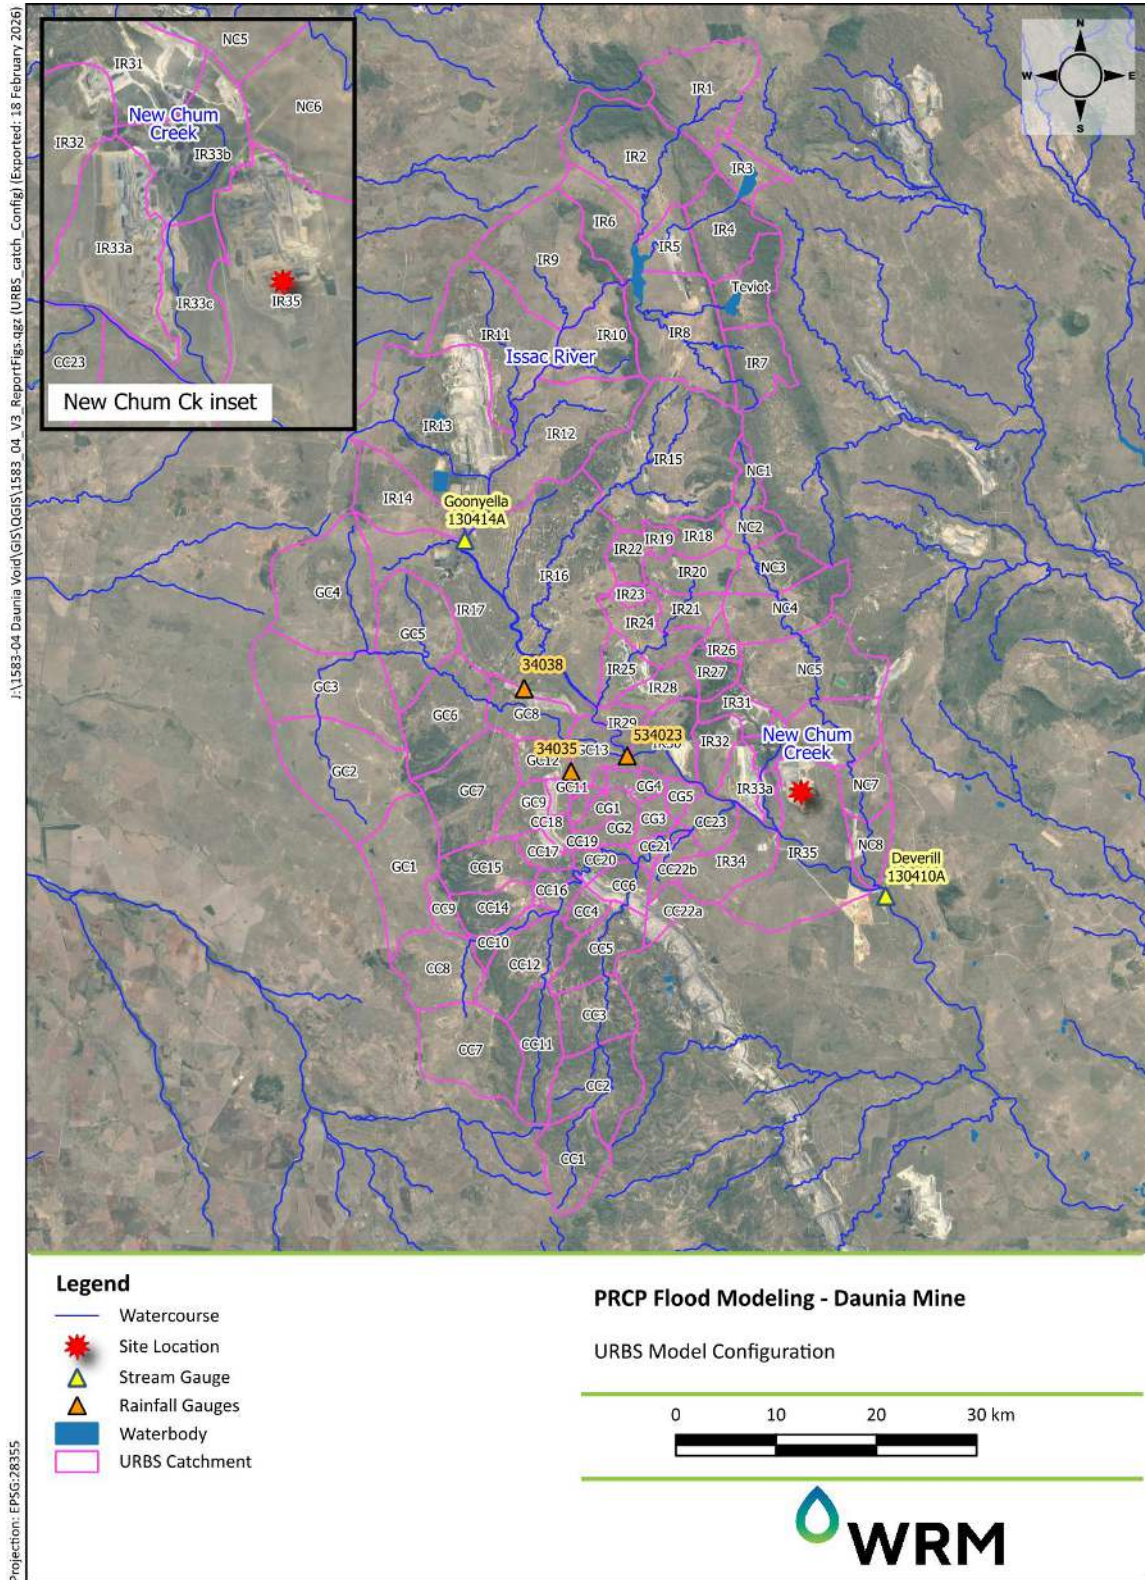 J:\1583-04 Daunia Void\GIS\QGIS\1583_04_V3_ReportFigs.qgz (URBS_catch_Config) (Exported: 18 February 2026)
Projection: EPSG:28355
NC5
IR31
NC6
New Chum
Creek
IR32
IR33b
IR33a
IR33c
IR35
CC23
New Chum Ck inset
N
W
E
S
IR1
IR2
IR3
IR6
IR4
IR5
IR9
Teviot
IR11
IR10
IR8
Issac River
IR7
IR13
IR12
IR15
NC1
IR14
Goonyella
130414A
NC2
IR19
IR18
IR22
NC3
IR16
IR20
GC4
IR23
IR17
IR21
NC4
IR24
GC5
IR26
34038
IR25
IR27
NC5
GC3
IR28
IR31
GC6
GC8
IR29
534023
New Chum
Creek
34035
GC13
IR30
IR32
GC12
GC2
GC7
GC11
CG4
IR33a
NC7
GC9
CG1
CG5
CC18
CG3
CC23
CG2
CC19
CC21
NC8
CC17
CC20
IR34
IR35
Deverill
130410A
GC1
CC15
CC22b
CC16
CC6
CC9
CC14
CC4
CC22a
CC10
CC5
CC8
CC12
CC3
CC7
CC11
CC2
CC1
Legend
Watercourse
Site Location
Stream Gauge
Rainfall Gauges
Waterbody
URBS Catchment
PRCP Flood Modeling - Daunia Mine
URBS Model Configuration
0 10 20 30 km
WRM